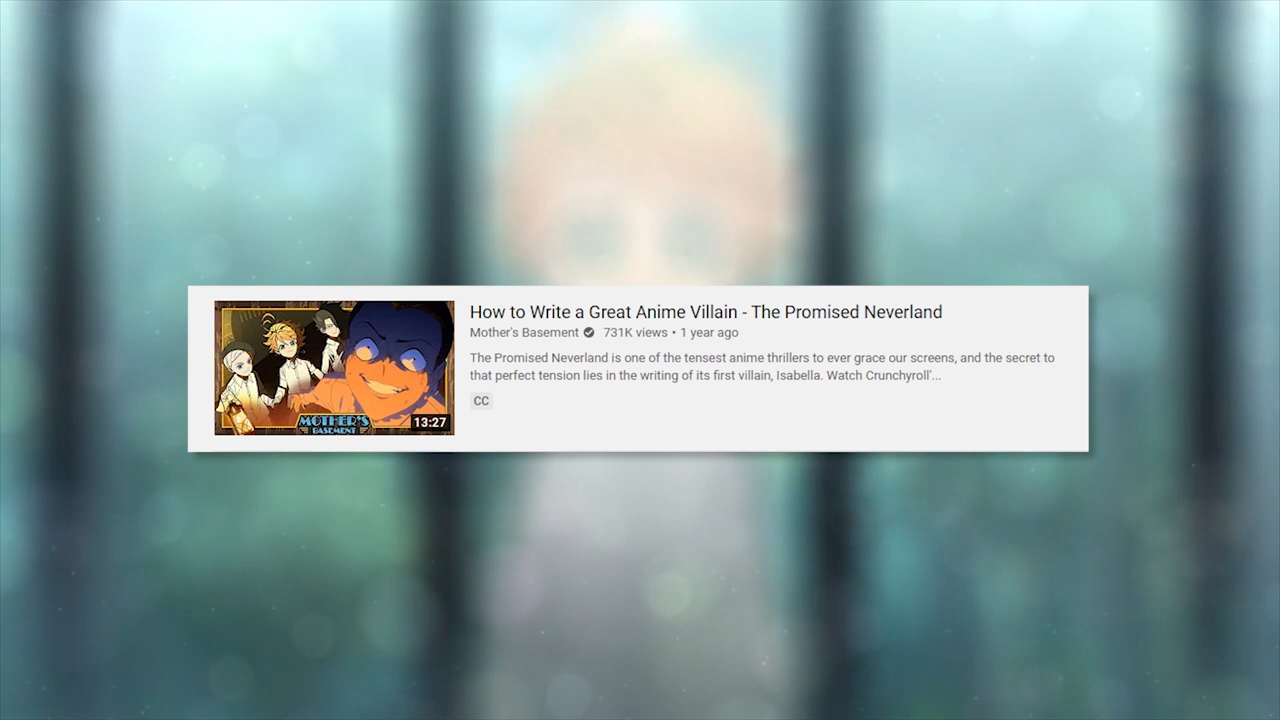 How to Write a Great Anime Villain - The Promised Neverland
Mother's Basement 731K views • 1 year ago
The Promised Neverland is one of the tensest anime thrillers to ever grace our screens, and the secret to
that perfect tension lies in the writing of its first villain, Isabella. Watch Crunchyroll'...
CC
MOTHER'S
BASEMENT
13:27